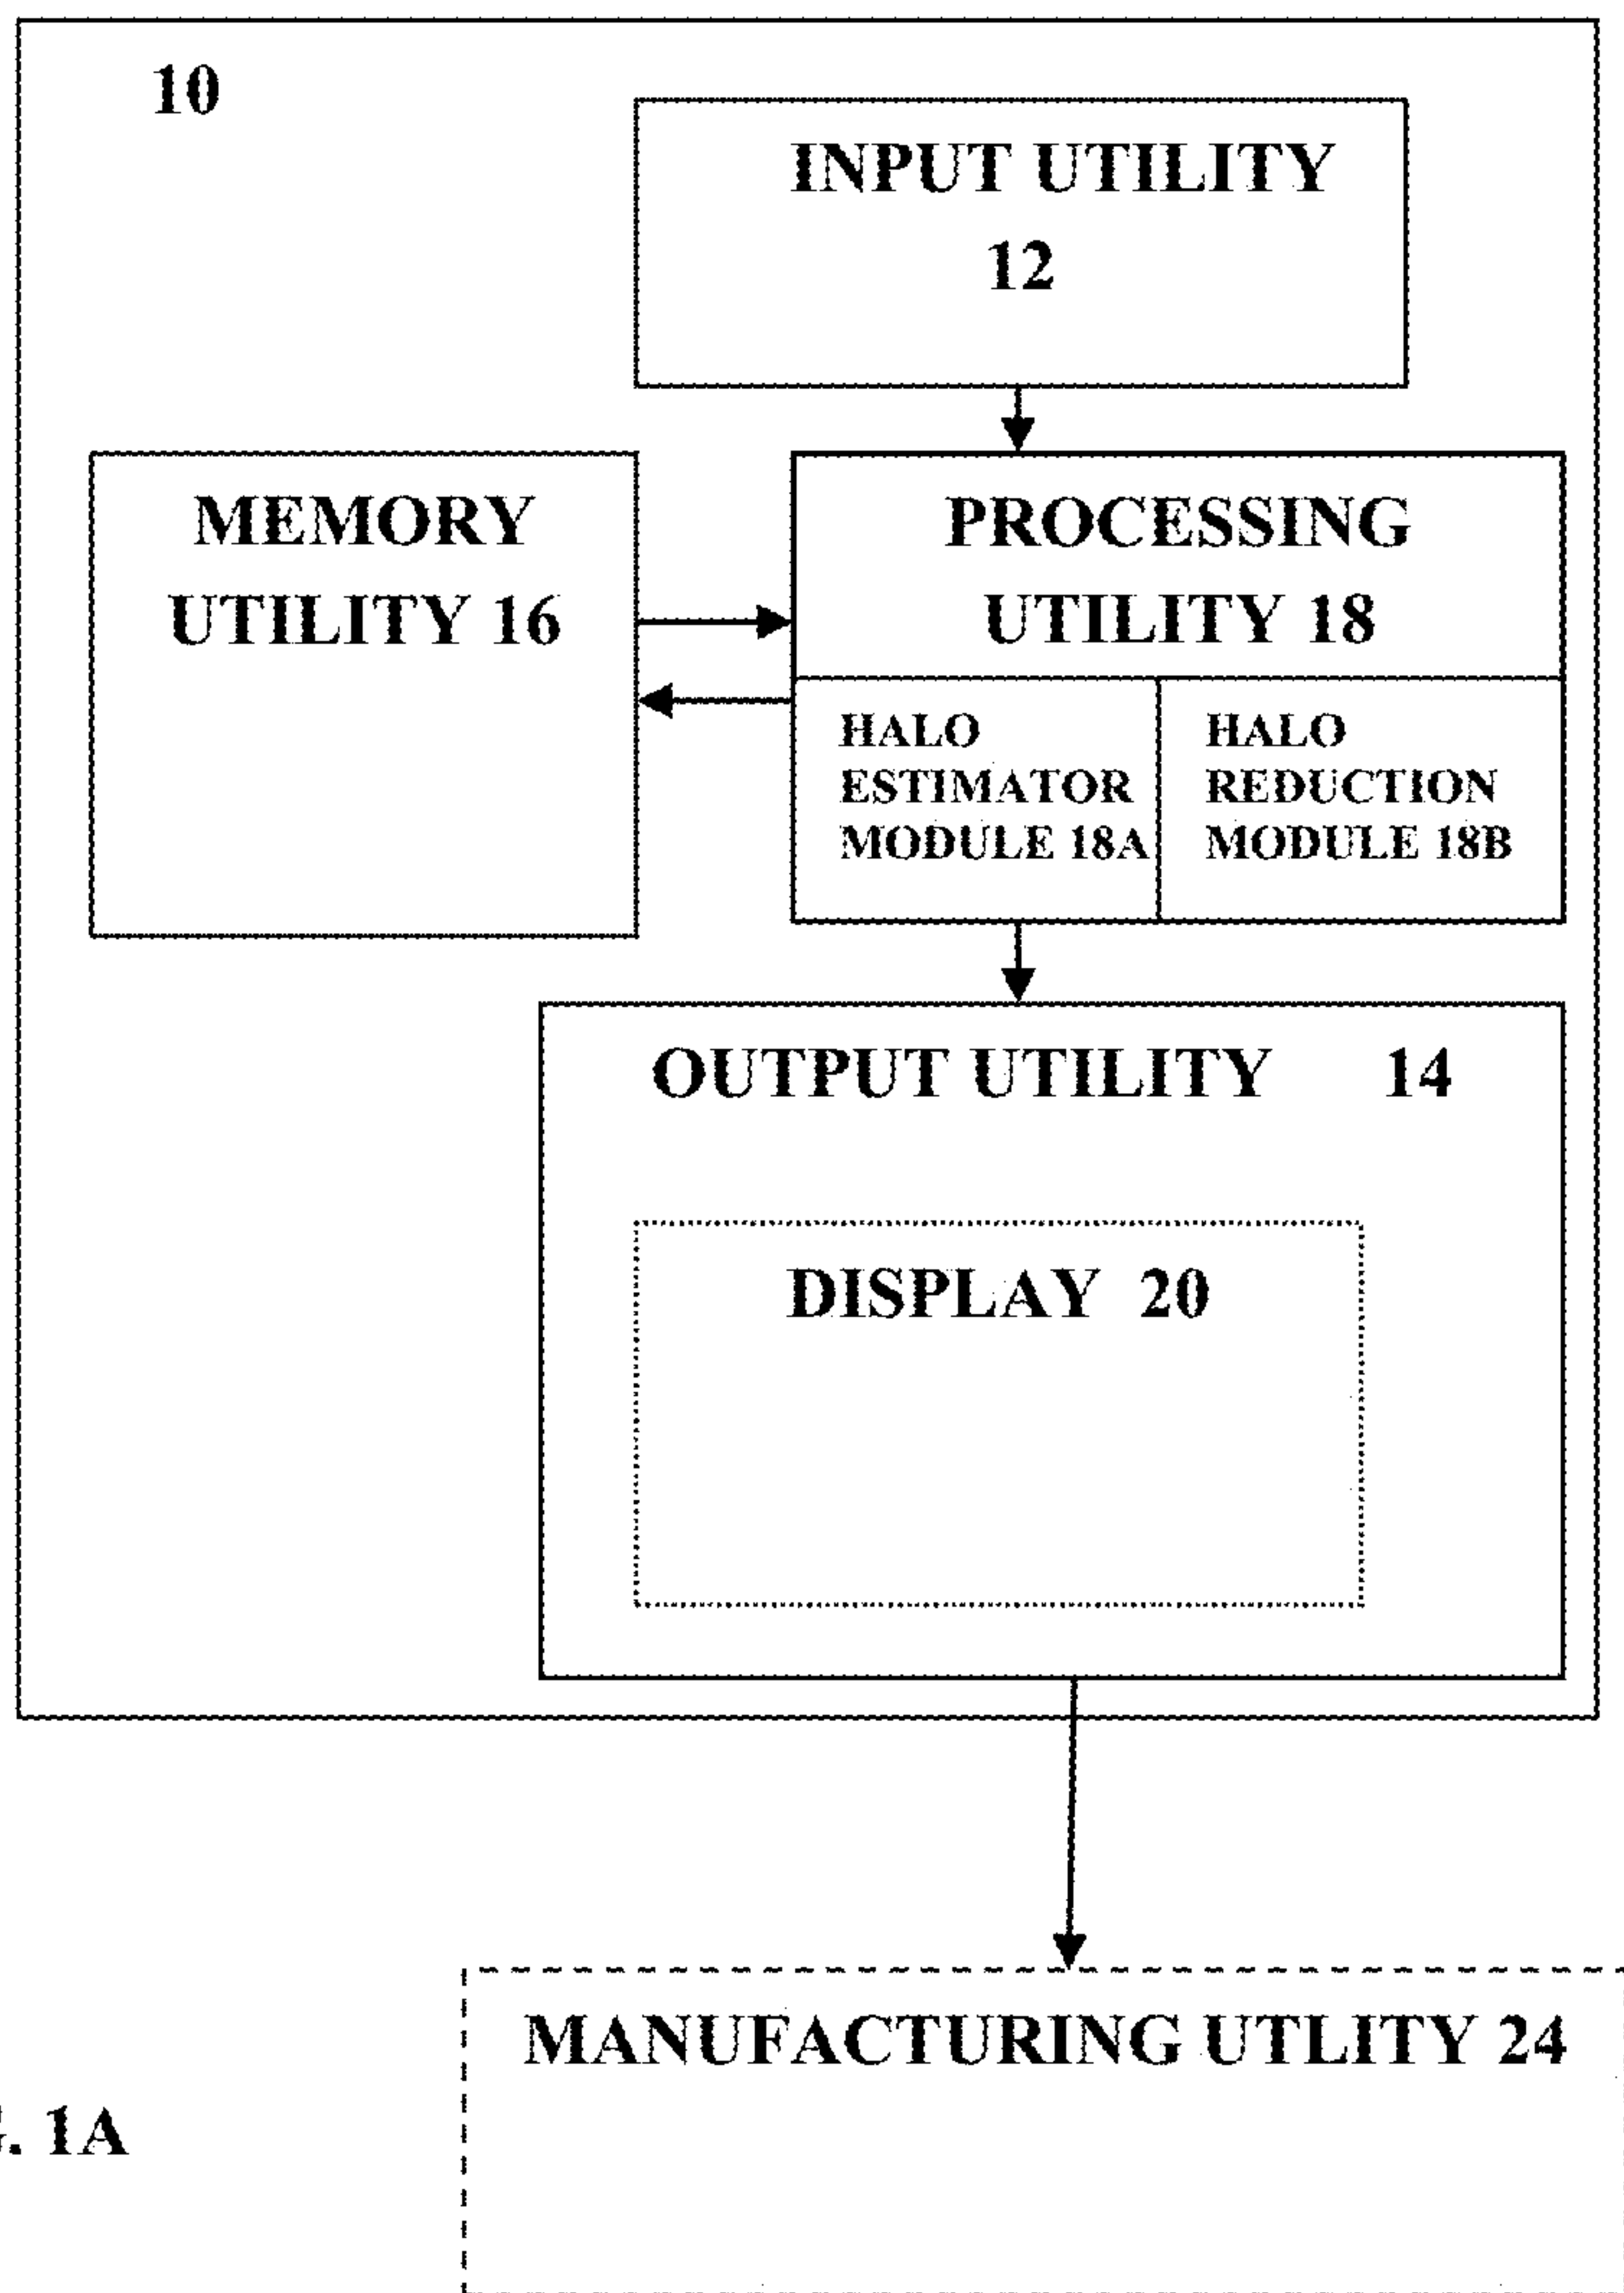 10
INPUT UTILITY
12
MEMORY
UTILITY 16
PROCESSING
UTILITY 18
HALO
ESTIMATOR
MODULE 18A
HALO
REDUCTION
MODULE 18B
OUTPUT UTILITY 14
DISPLAY 20
MANUFACTURING UTLITY 24
. 1A